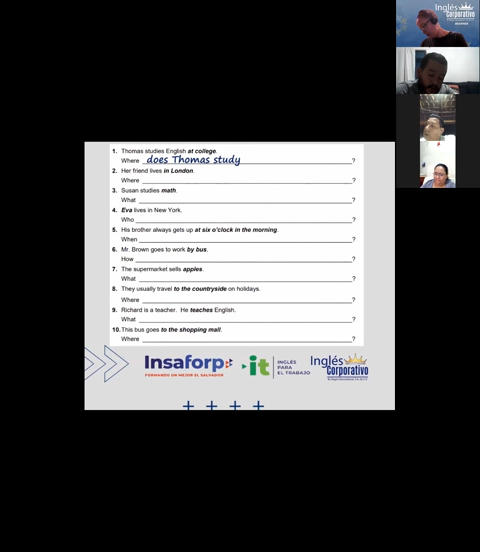 Inglés
Corporativo
1. Thomas studies English at college.
Where does Thomas study ?
2. Her friend lives in London.
Where ?
3. Susan studies math.
What ?
4. Eva lives in New York.
Who ?
5. His brother always gets up at six o'clock in the morning.
When ?
6. Mr. Brown goes to work by bus.
How ?
7. The supermarket sells apples.
What ?
8. They usually travel to the countryside on holidays.
Where ?
9. Richard is a teacher. He teaches English.
What ?
10. This bus goes to the shopping mall.
Where ?
Insaforp
FORMANDO UN MEJOR EL SALVADOR
it
INGLÉS
PARA
EL TRABAJO
Inglés
Corporativo